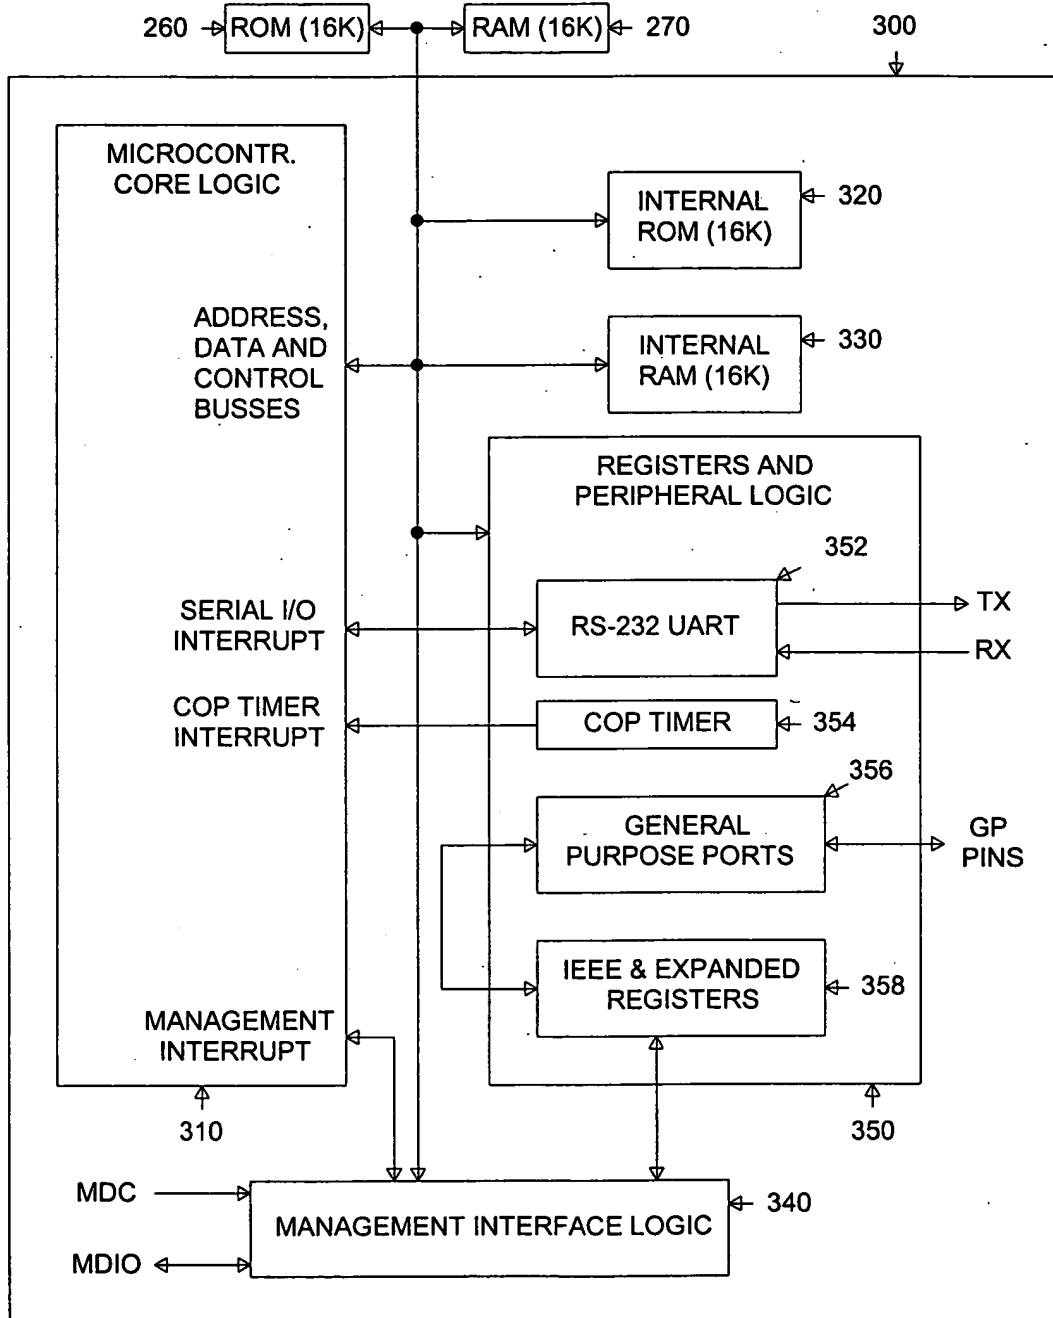 260
ROM (16K)
RAM (16K)
270
300
MICROCONTR.
CORE LOGIC
INTERNAL
ROM (16K)
320
ADDRESS,
DATA AND
CONTROL
BUSSES
INTERNAL
RAM (16K)
330
REGISTERS AND
PERIPHERAL LOGIC
352
SERIAL I/O
INTERRUPT
RS-232 UART
TX
RX
COP TIMER
INTERRUPT
COP TIMER
354
356
GENERAL
PURPOSE PORTS
GP
PINS
IEEE & EXPANDED
REGISTERS
358
MANAGEMENT
INTERRUPT
310
350
MDC
MANAGEMENT INTERFACE LOGIC
340
MDIO